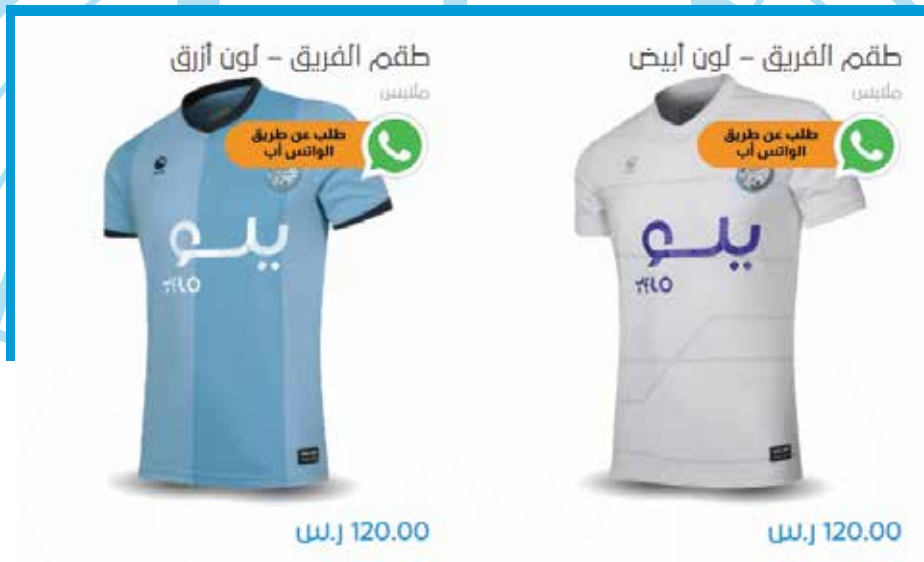 طقم الفريق – لون أبيض
ملابس
طلب عن طريق
الواتس أب
يلو
120.00 ر.س
طقم الفريق – لون أزرق
ملابس
طلب عن طريق
الواتس أب
يلو
120.00 ر.س